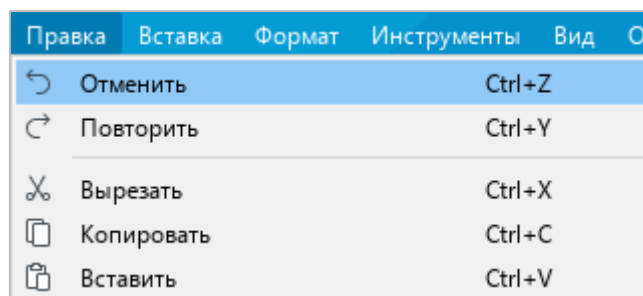 Правка Вставка Формат Инструменты Вид
Отменить Ctrl+Z
Повторить Ctrl+Y
Вырезать Ctrl+X
Копировать Ctrl+C
Вставить Ctrl+V